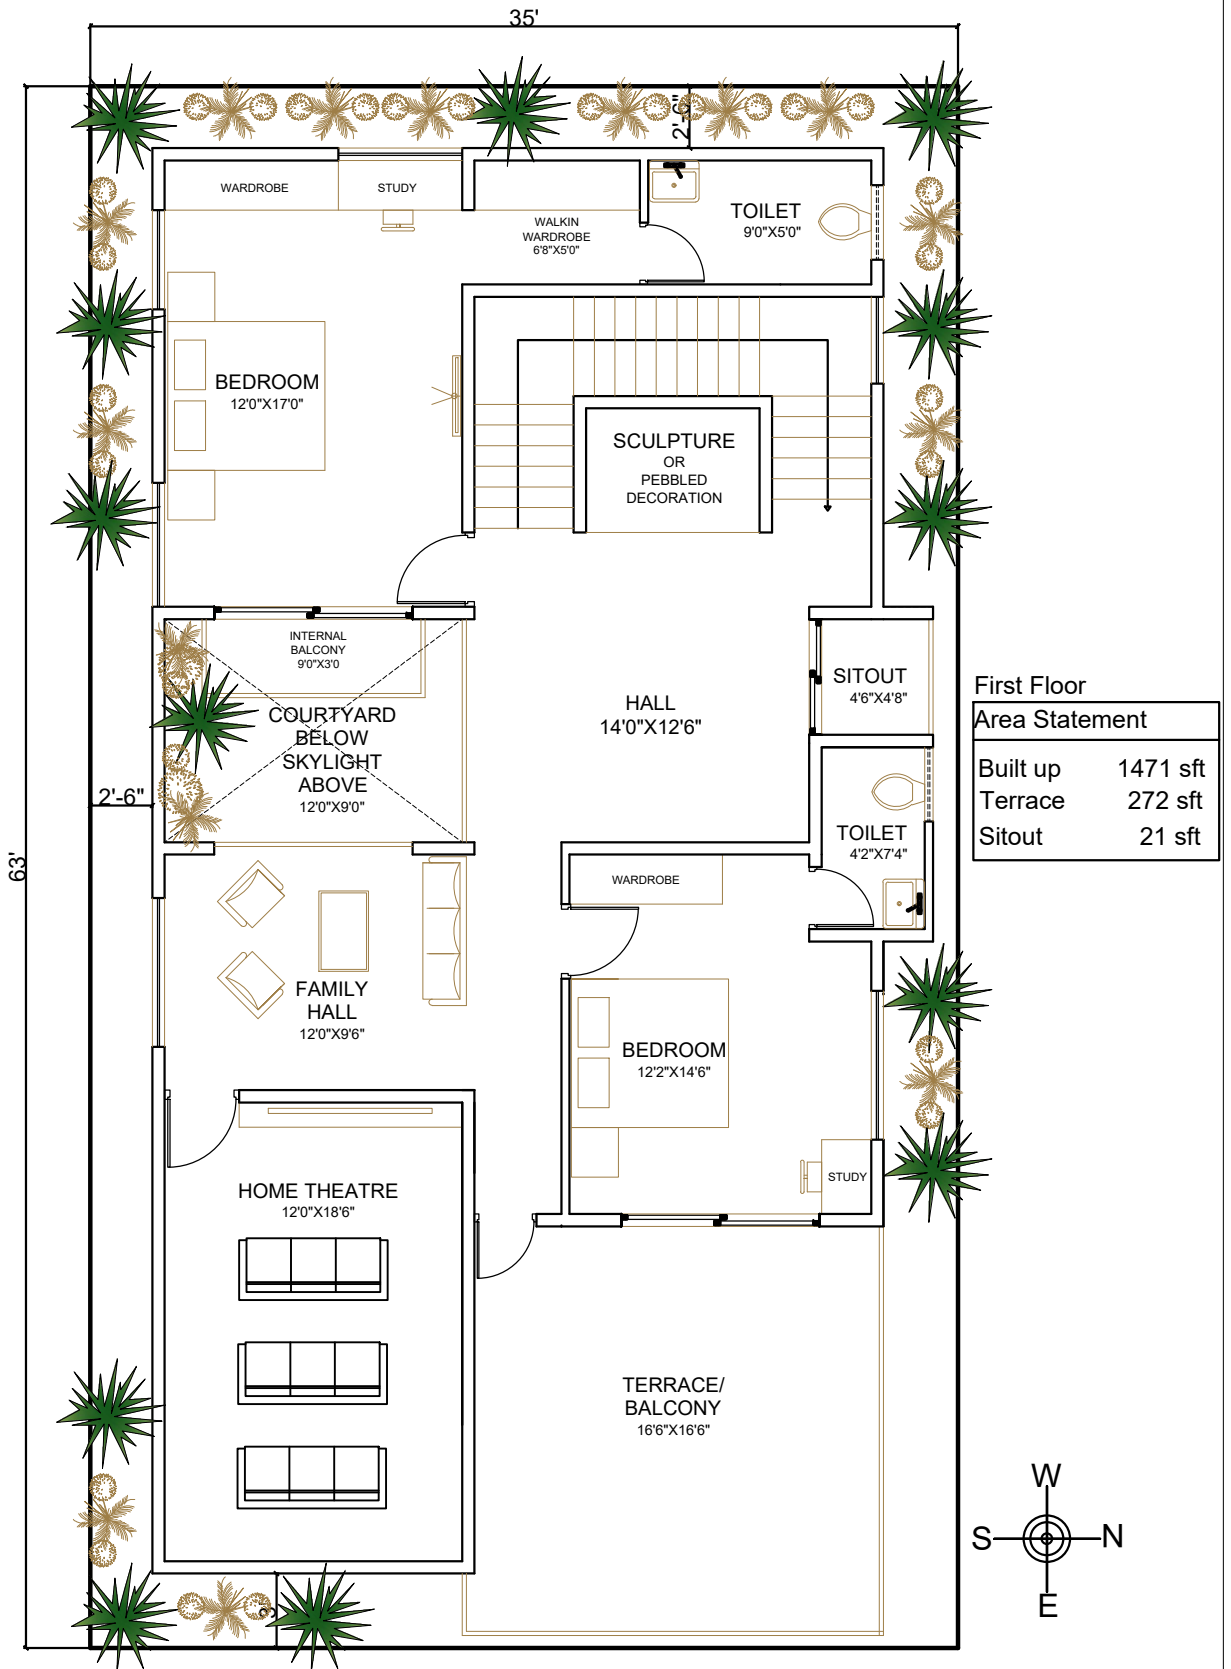 35'
2'-6"
WARDROBE
STUDY
WALKIN
WARDROBE
6'8"X5'0"
TOILET
9'0"X5'0"
BEDROOM
12'0"X17'0"
SCULPTURE
OR
PEBBLED
DECORATION
INTERNAL
BALCONY
9'0"X3'0
COURTYARD
BELOW
SKYLIGHT
ABOVE
12'0"X9'0"
HALL
14'0"X12'6"
SITOUT
4'6"X4'8"
2'-6"
63'
TOILET
4'2"X7'4"
WARDROBE
FAMILY
HALL
12'0"X9'6"
BEDROOM
12'2"X14'6"
STUDY
HOME THEATRE
12'0"X18'6"
TERRACE/
BALCONY
16'6"X16'6"
First Floor
Area Statement
Built up 1471 sft
Terrace 272 sft
Sitout 21 sft
W
S N
E